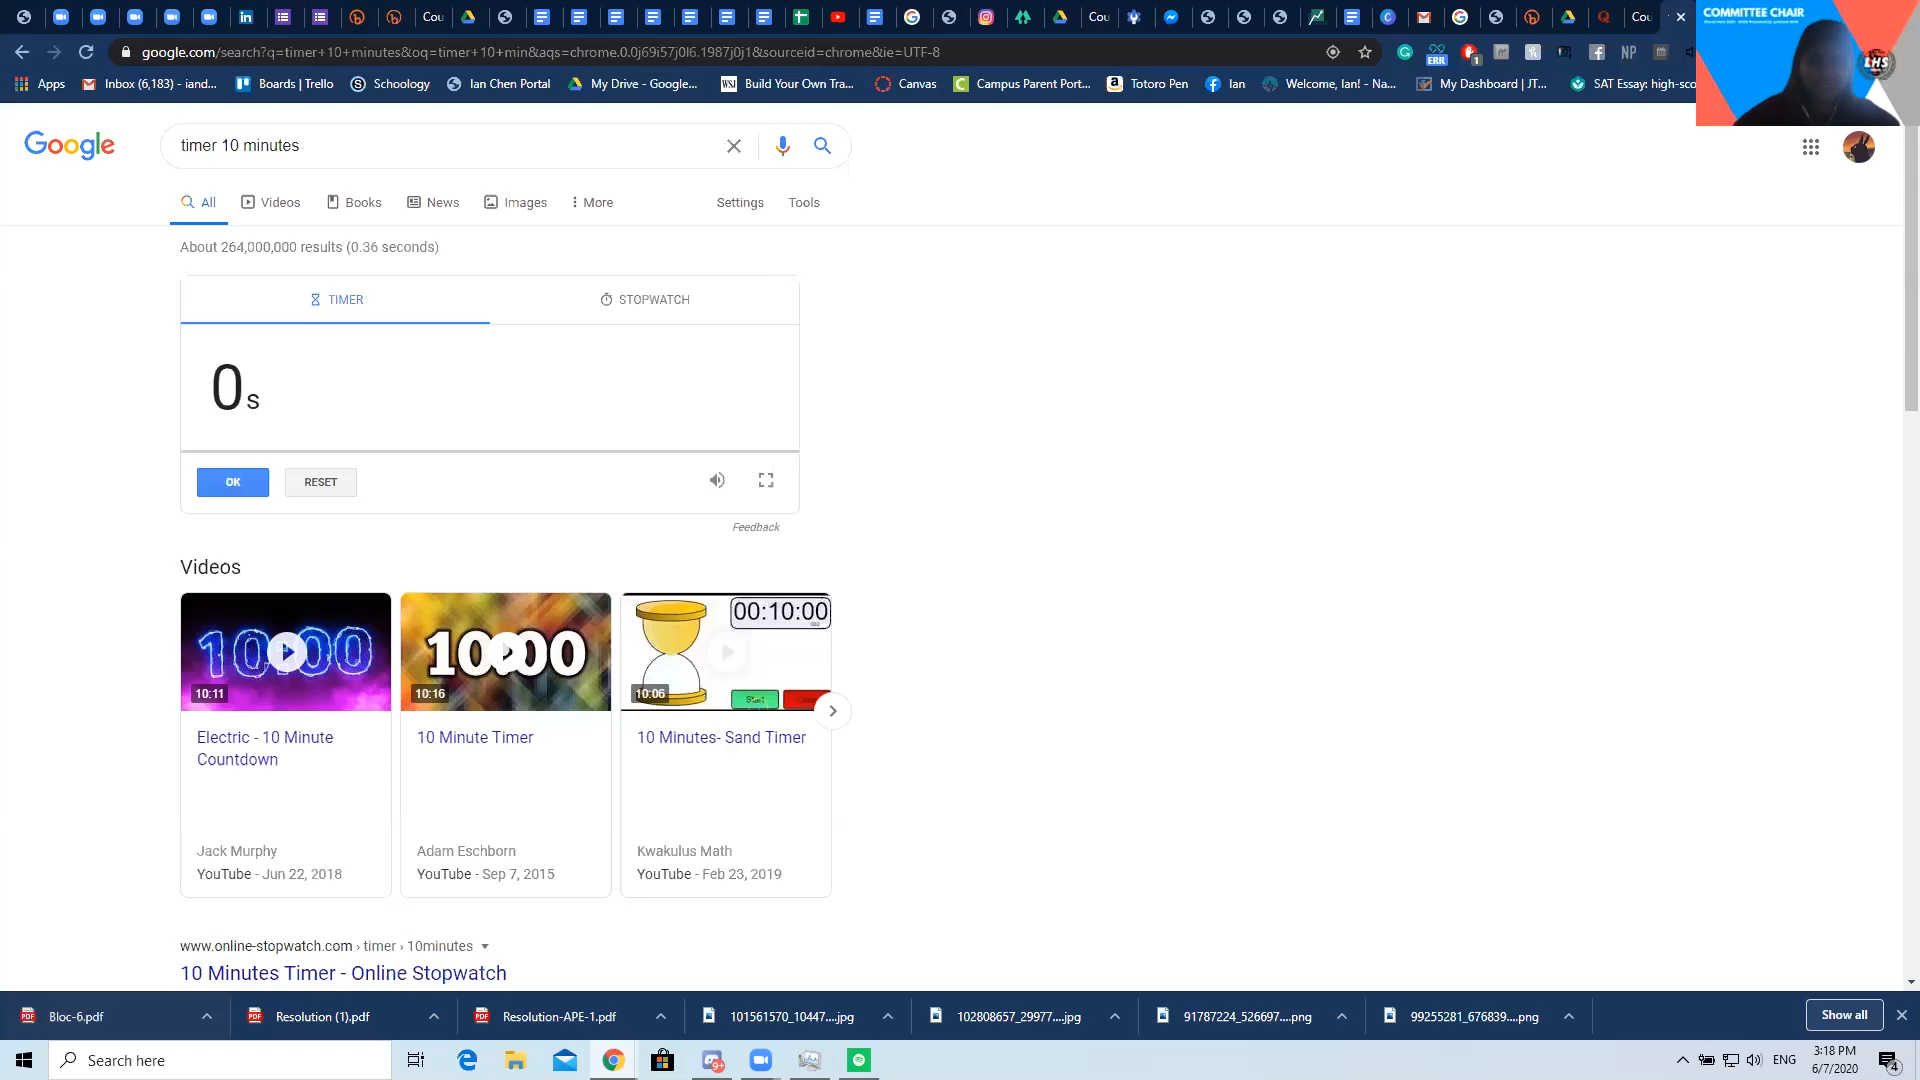 Cou
Cou
Cou
google.com/search?q=timer+10+minutes&oq=timer+10+min&aqs=chrome.0.0j69i57j0l6.1987j0j1&sourceid=chrome&ie=UTF-8
ERR
1
NP
Apps
Inbox (6,183) - iand...
Boards | Trello
Schoology
Ian Chen Portal
My Drive - Google...
WSJ
Build Your Own Tra...
Canvas
Campus Parent Port...
Totoro Pen
Ian
Welcome, Ian! - Na...
My Dashboard | JT...
SAT Essay: high-sco
COMMITTEE CHAIR
LHS
Google
timer 10 minutes
All
Videos
Books
News
Images
More
Settings
Tools
About 264,000,000 results (0.36 seconds)
TIMER
STOPWATCH
0s
OK
RESET
Feedback
Videos
10:00
10:11
10:00
10:16
00:10:00
10:06
Start
Electric - 10 Minute
Countdown
10 Minute Timer
10 Minutes- Sand Timer
Jack Murphy
YouTube - Jun 22, 2018
Adam Eschborn
YouTube - Sep 7, 2015
Kwakulus Math
YouTube - Feb 23, 2019
www.online-stopwatch.com › timer › 10minutes
10 Minutes Timer - Online Stopwatch
Bloc-6.pdf
Resolution (1).pdf
Resolution-APE-1.pdf
101561570_10447....jpg
102808657_29977....jpg
91787224_526697....png
99255281_676839....png
Show all
Search here
9+
ENG
3:18 PM
6/7/2020
4